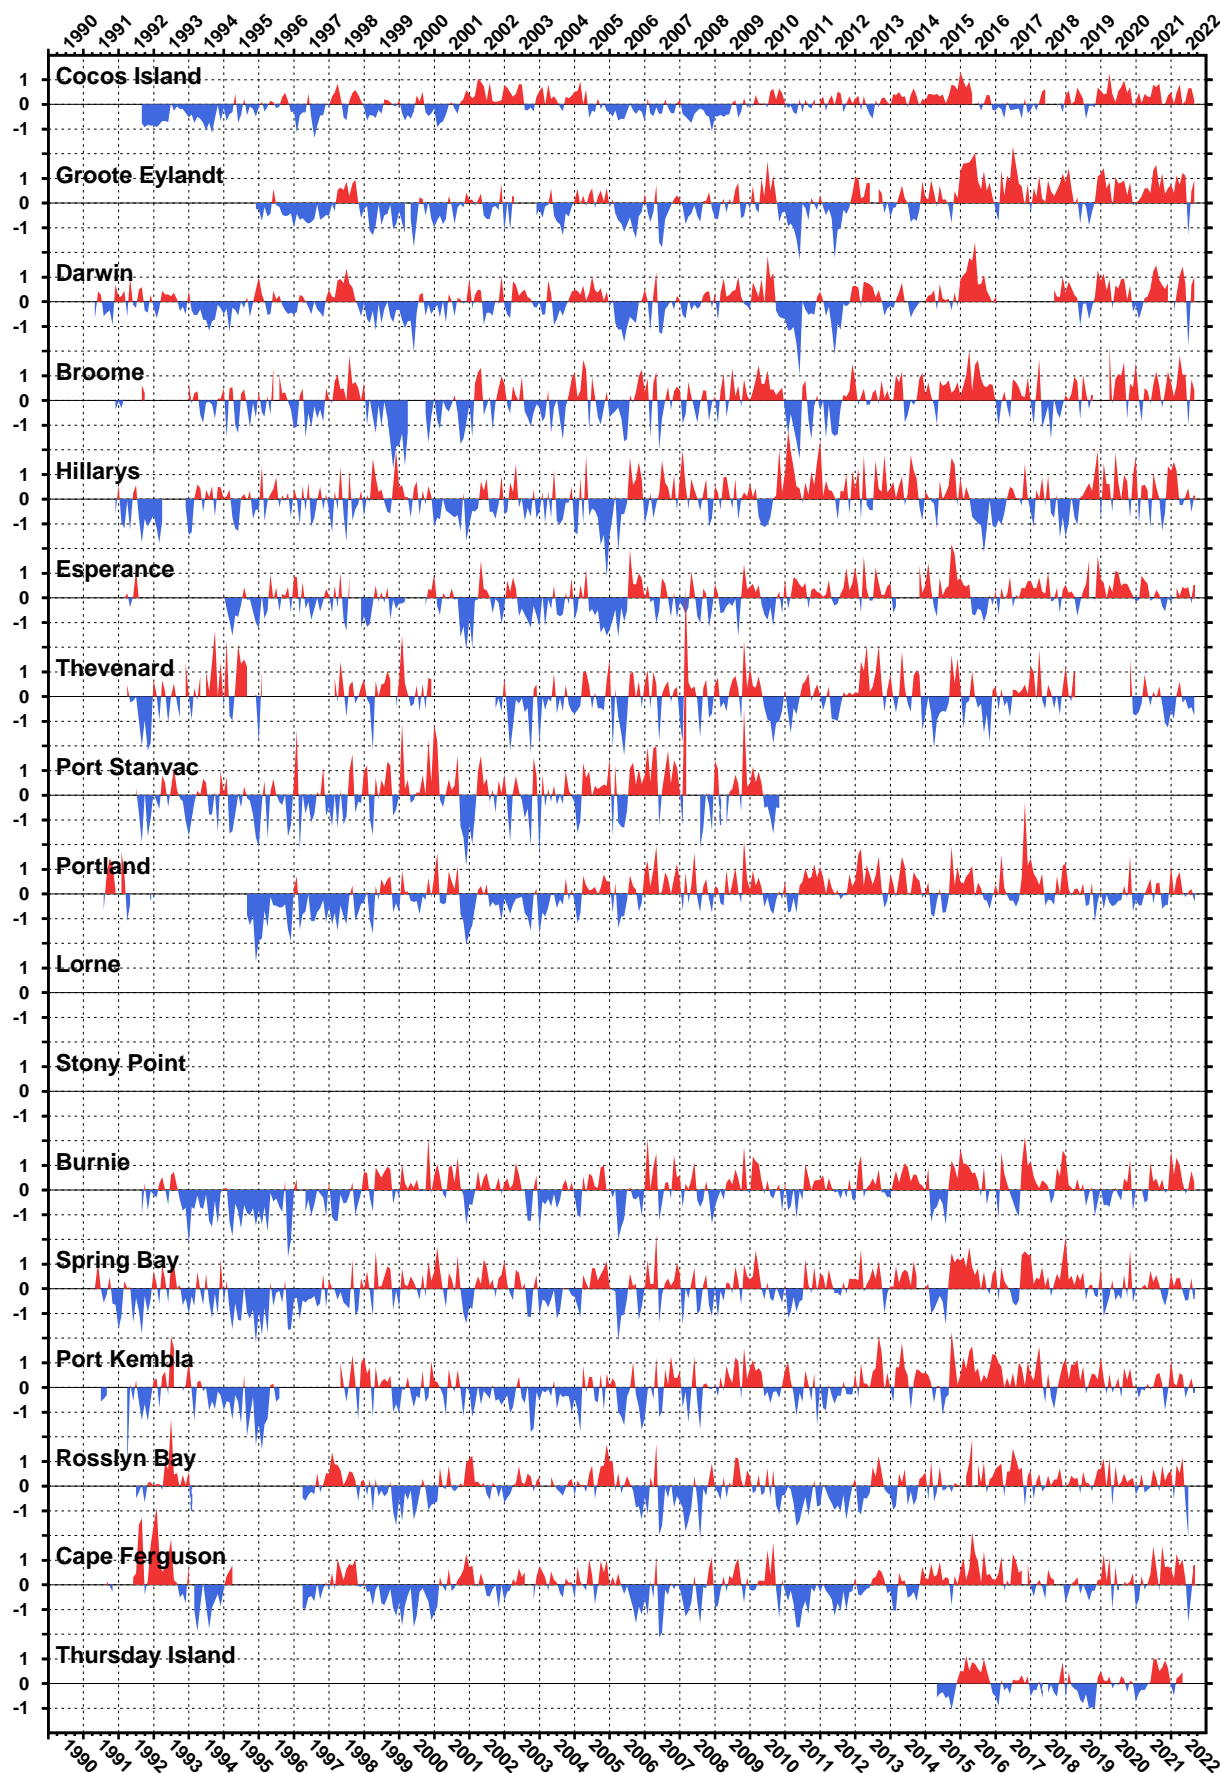 1990 1991 1992 1993 1994 1995 1996 1997 1998 1999 2000 2001 2002 2003 2004 2005 2006 2007 2008 2009 2010 2011 2012 2013 2014 2015 2016 2017 2018 2019 2020 2021 2022
Cocos Island
1
0
-1
Groote Eylandt
1
0
-1
Darwin
1
0
-1
Broome
1
0
-1
Hillarys
1
0
-1
Esperance
1
0
-1
Thevenard
1
0
-1
Port Stanvac
1
0
-1
Portland
1
0
-1
Lorne
1
0
-1
Stony Point
1
0
-1
Burnie
1
0
-1
Spring Bay
1
0
-1
Port Kembla
1
0
-1
Rosslyn Bay
1
0
-1
Cape Ferguson
1
0
-1
Thursday Island
1
0
-1
1990 1991 1992 1993 1994 1995 1996 1997 1998 1999 2000 2001 2002 2003 2004 2005 2006 2007 2008 2009 2010 2011 2012 2013 2014 2015 2016 2017 2018 2019 2020 2021 2022